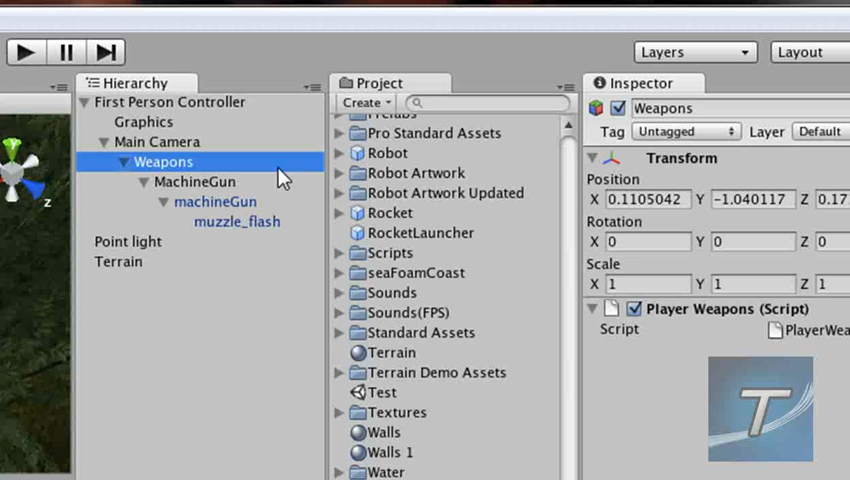 Layers
Layout
Hierarchy
First Person Controller
Graphics
Main Camera
Weapons
MachineGun
machineGun
muzzle_flash
Point light
Terrain
Project
Create
Pro Standard Assets
Robot
Robot Artwork
Robot Artwork Updated
Rocket
RocketLauncher
Scripts
seaFoamCoast
Sounds
Sounds(FPS)
Standard Assets
Terrain
Terrain Demo Assets
Test
Textures
Walls
Walls 1
Water
Inspector
Weapons
Tag Untagged Layer Default
Transform
Position
X 0.1105042 Y -1.040117 Z 0.17
Rotation
X 0 Y 0 Z 0
Scale
X 1 Y 1 Z 1
Player Weapons (Script)
Script PlayerWea
y
z
T